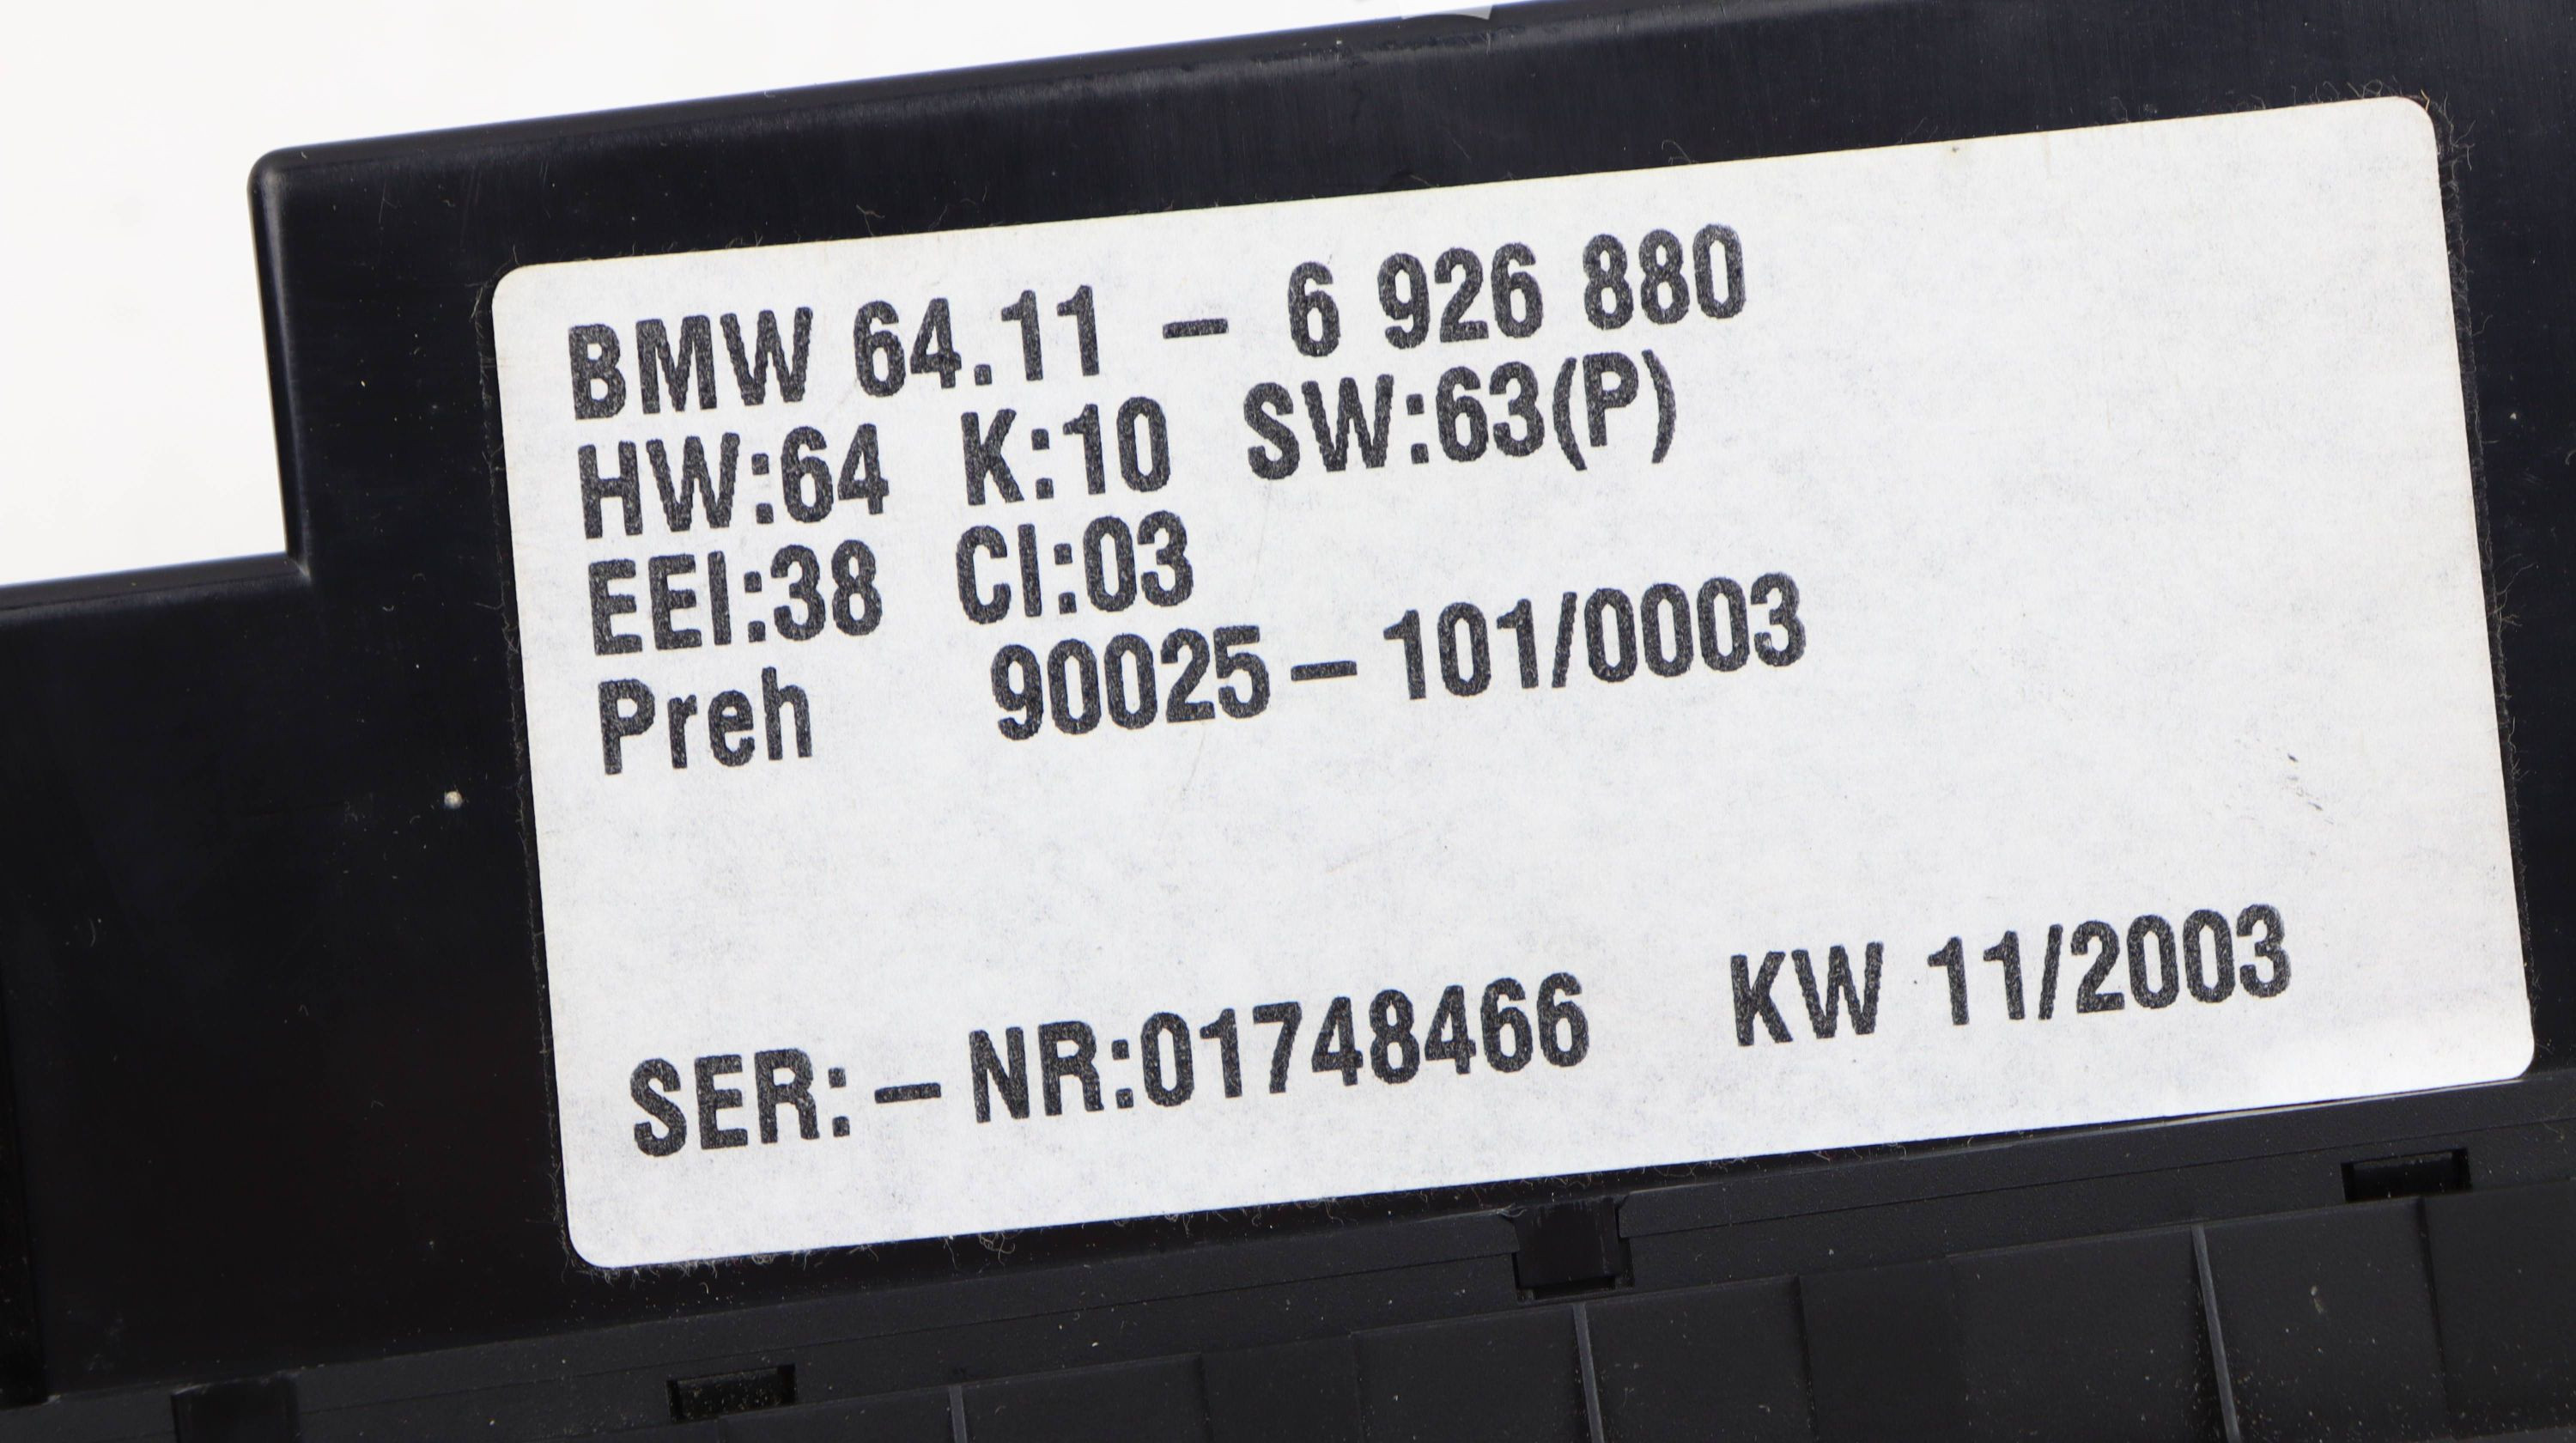 BMW 64.11 - 6 926 880
HW:64 K:10 SW:63(P)
EEI:38 CI:03
Preh 90025-101/0003
SER:-NR:01748466 KW 11/2003